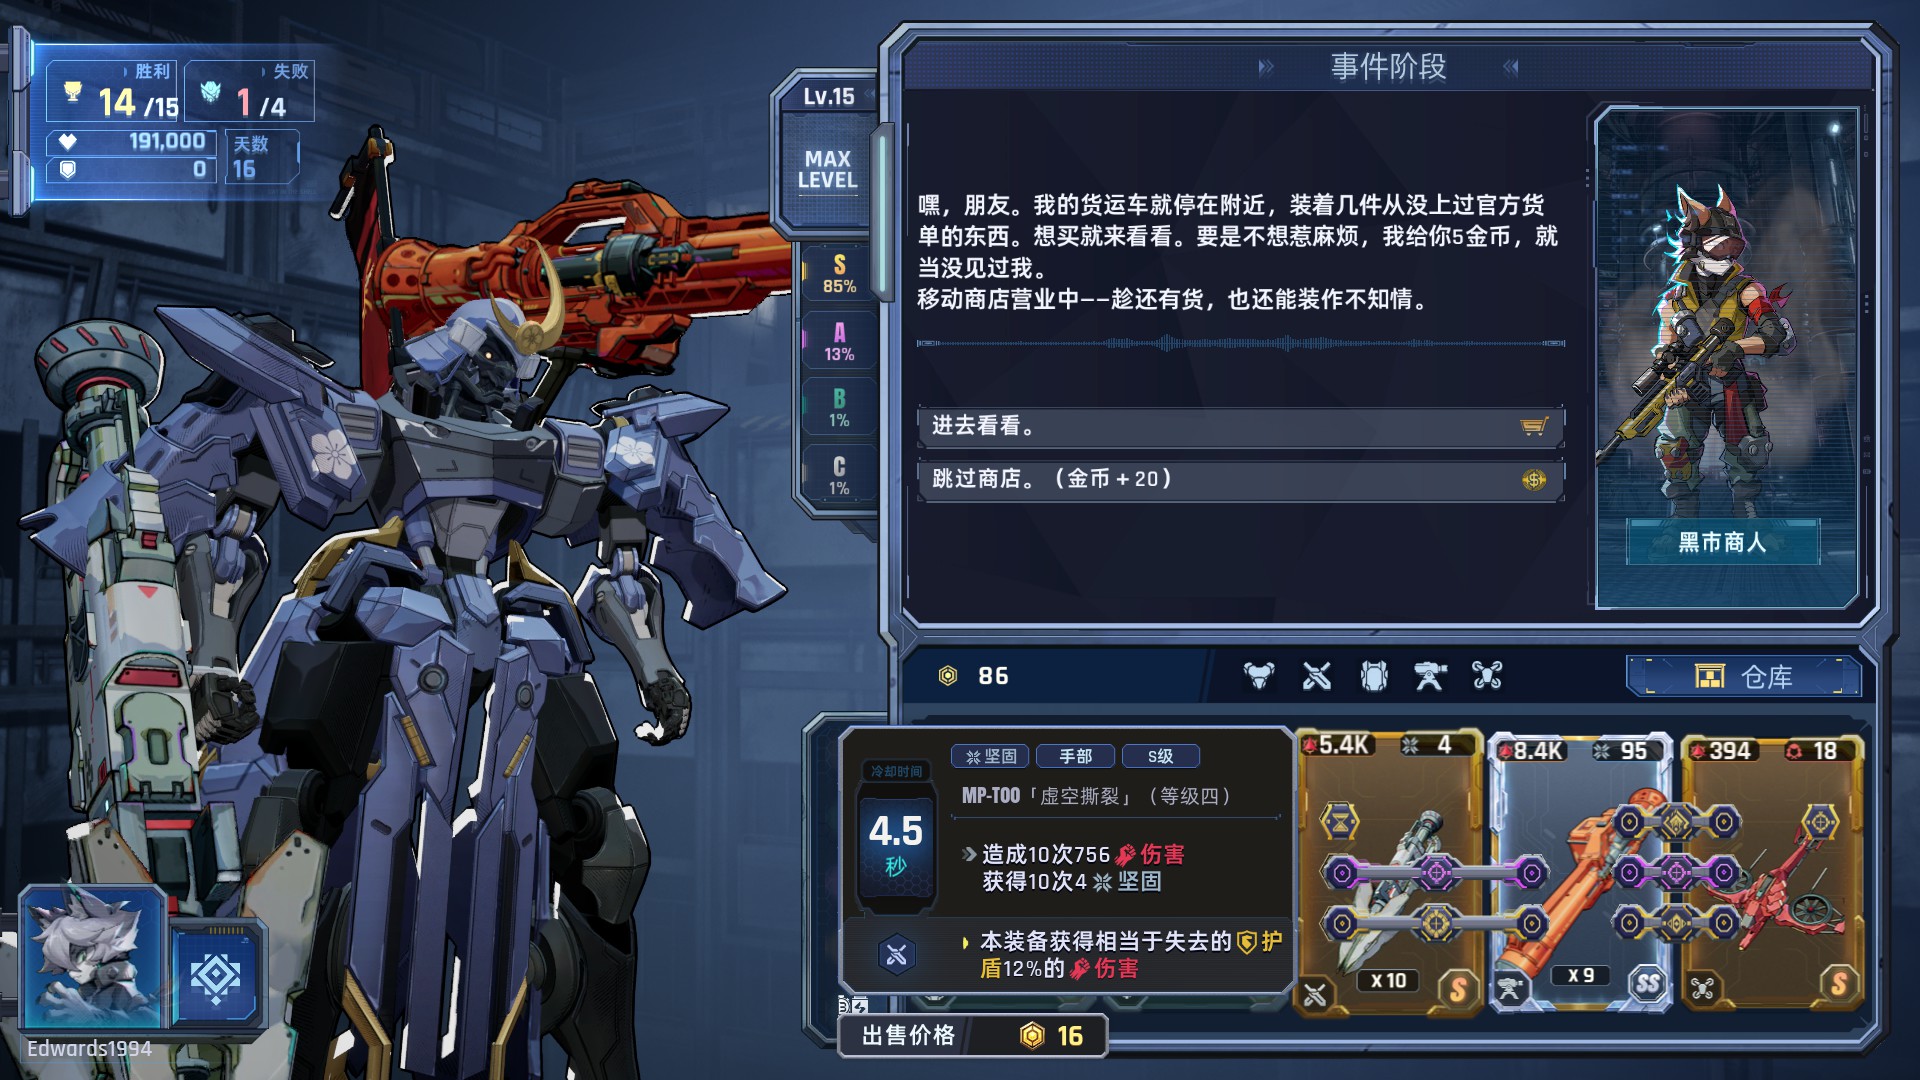 胜利
14/15
失败
1/4
191,000
0
天数
16
Lv.15
MAX
LEVEL
S
85%
A
13%
B
1%
C
1%
事件阶段
嘿，朋友。我的货运车就停在附近，装着几件从没上过官方货
单的东西。想买就来看看。要是不想惹麻烦，我给你5金币，就
当没见过我。
移动商店营业中——趁还有货，也还能装作不知情。
进去看看。
跳过商店。（金币+20）
黑市商人
86
仓库
冷却时间
4.5
秒
坚固
手部
S级
MP-T00「虚空撕裂」（等级四）
造成10次756伤害
获得10次4坚固
本装备获得相当于失去的护
盾12%的伤害
出售价格
16
5.4K
4
x10
S
8.4K
95
x9
SS
394
18
S
Edwards1994